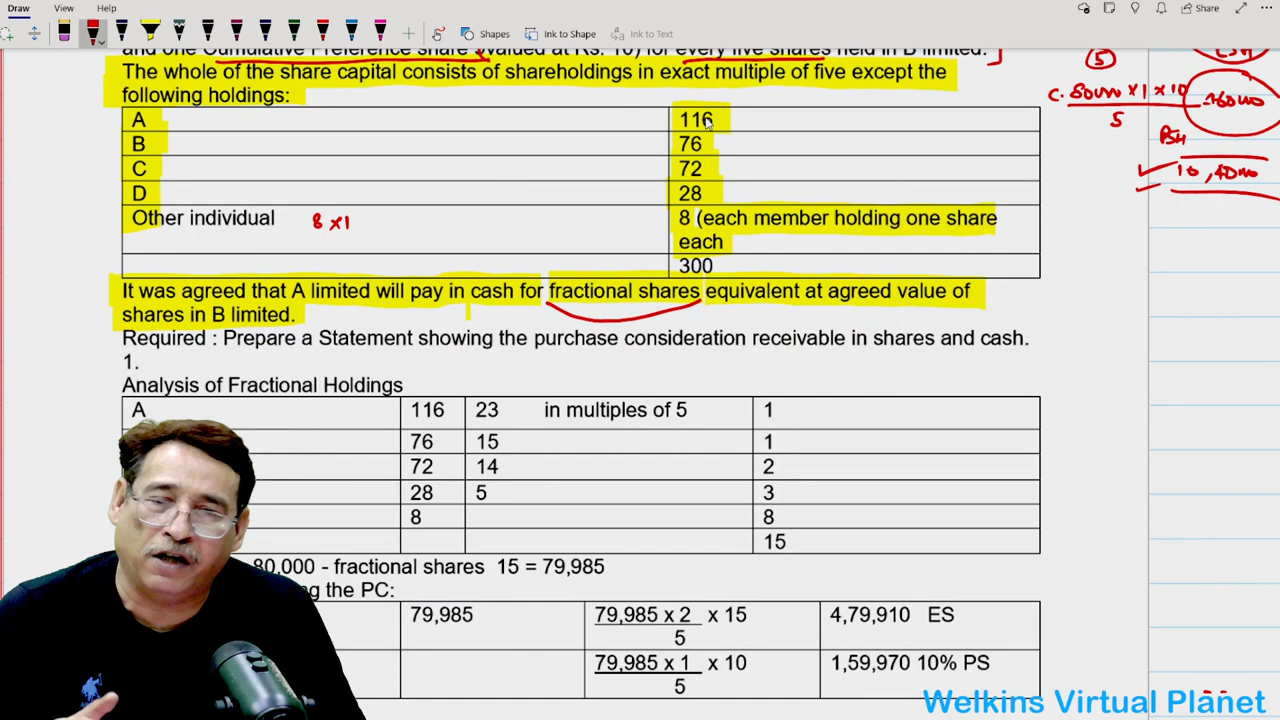 Draw View Help
Shapes Ink to Shape Ink to Text Share
and one Cumulative Preference share (valued at Rs. 10) for every five shares held in B limited.
The whole of the share capital consists of shareholdings in exact multiple of five except the
following holdings:
A 116
B 76
C 72
D 28
Other individual 8 x 1 8 (each member holding one share
each
300
It was agreed that A limited will pay in cash for fractional shares equivalent at agreed value of
shares in B limited.
Required : Prepare a Statement showing the purchase consideration receivable in shares and cash.
1.
Analysis of Fractional Holdings
A 116 23 in multiples of 5 1
76 15 1
72 14 2
28 5 3
8 8
15
80,000 - fractional shares 15 = 79,985
the PC:
79,985 79,985 x 2 x 15 4,79,910 ES
5
79,985 x 1 x 10 1,59,970 10% PS
5
5
C. 80000 x 1 x 10
5
10,40000
Welkins Virtual Planet